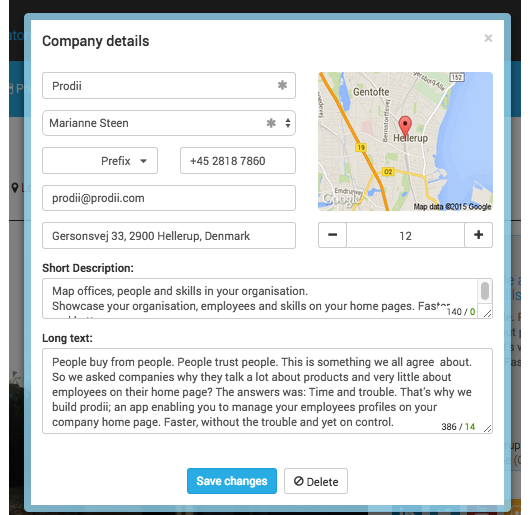 Company details
×
Prodii
Marianne Steen
Prefix
+45 2818 7860
prodii@prodii.com
Gersonsvej 33, 2900 Hellerup, Denmark
152
Gentofte
Bernstorffsvej
Hellerup
19
02
Google
Map data ©2015 Google
− 12 +
Short Description:
Map offices, people and skills in your organisation.
Showcase your organisation, employees and skills on your home pages. Faster
140 / 0
Long text:
People buy from people. People trust people. This is something we all agree about.
So we asked companies why they talk a lot about products and very little about
employees on their home page? The answers was: Time and trouble. That's why we
build prodii; an app enabling you to manage your employees profiles on your
company home page. Faster, without the trouble and yet on control.
386 / 14
Save changes
Delete